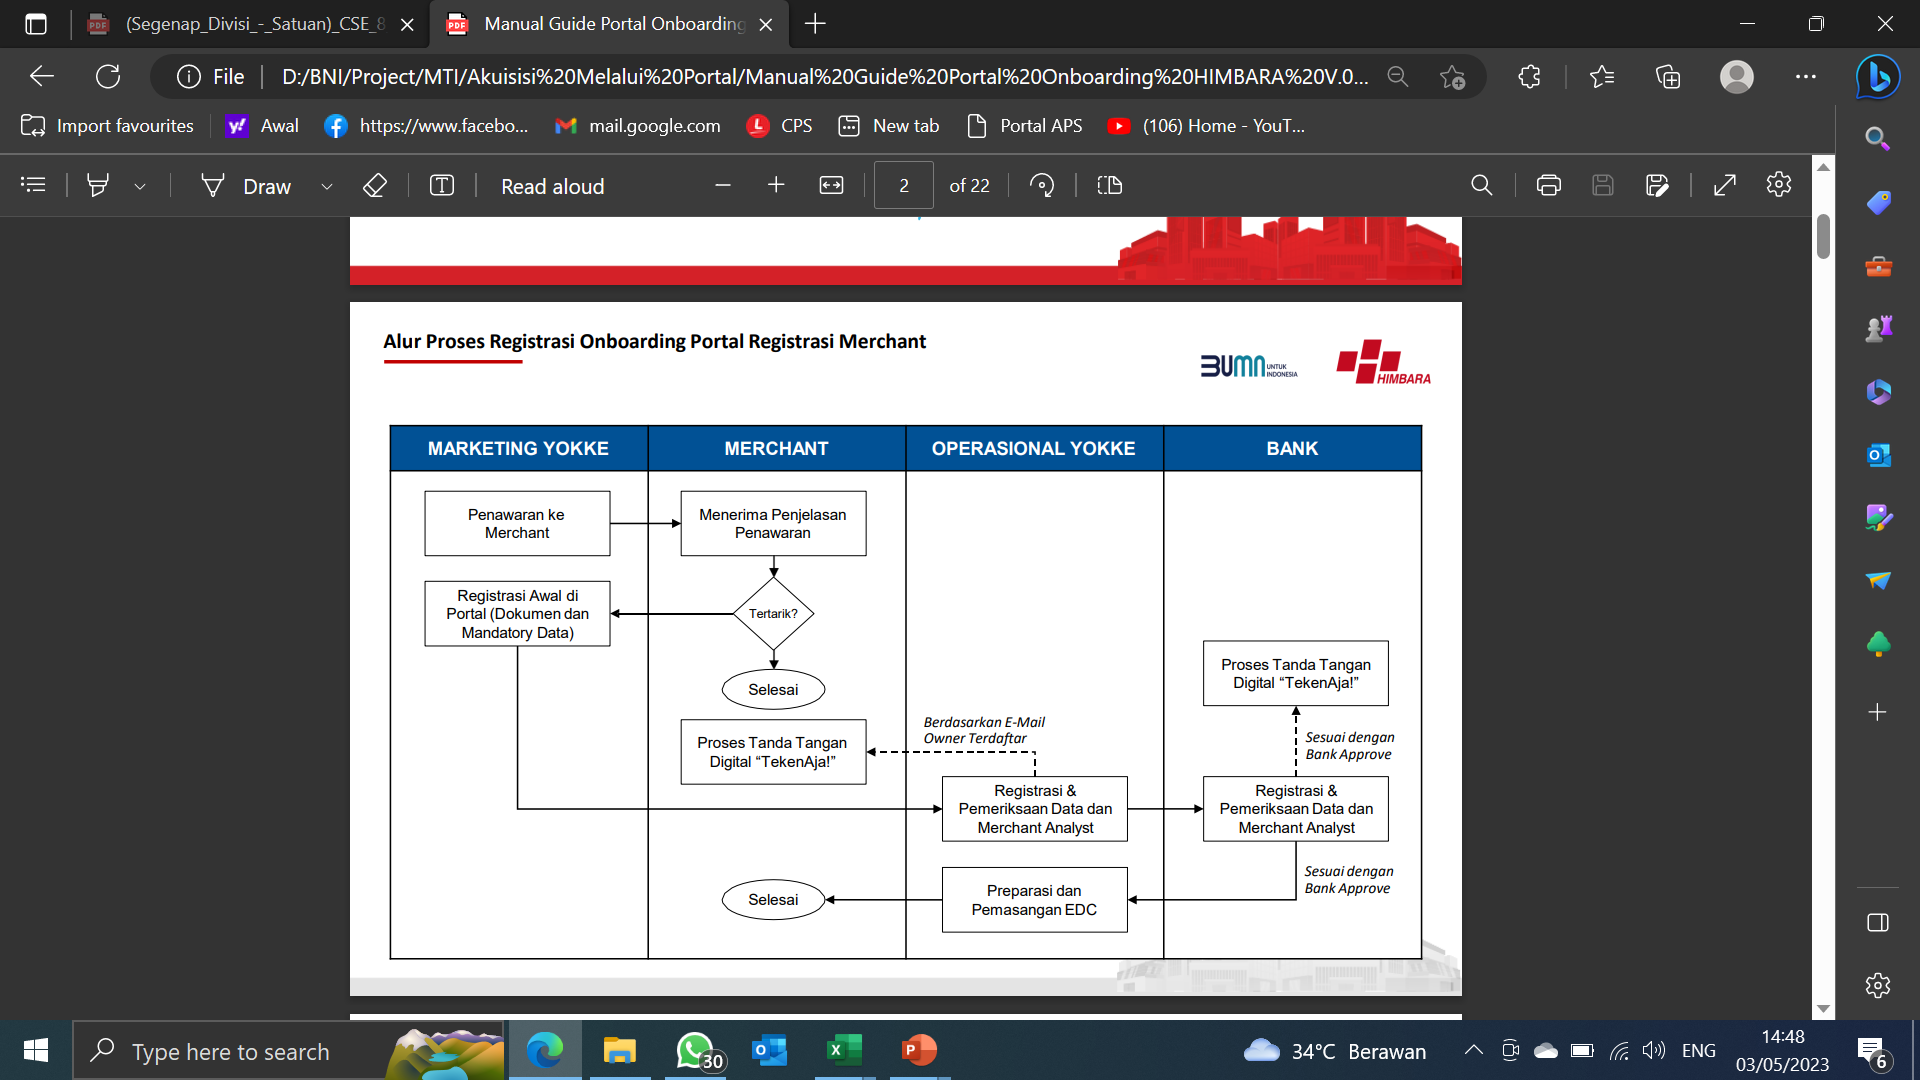 (Segenap_Divisi_-_Satuan)_CSE_8
Manual Guide Portal Onboarding
File
D:/BNI/Project/MTI/Akuisisi%20Melalui%20Portal/Manual%20Guide%20Portal%20Onboarding%20HIMBARA%20V.0...
Import favourites
Awal
https://www.facebo...
mail.google.com
CPS
New tab
Portal APS
(106) Home - YouT...
Draw
Read aloud
2
of 22
Alur Proses Registrasi Onboarding Portal Registrasi Merchant
BUMN
UNTUK
INDONESIA
HIMBARA
MARKETING YOKKE
MERCHANT
OPERASIONAL YOKKE
BANK
Penawaran ke
Merchant
Menerima Penjelasan
Penawaran
Registrasi Awal di
Portal (Dokumen dan
Mandatory Data)
Tertarik?
Selesai
Proses Tanda Tangan
Digital “TekenAja!”
Berdasarkan E-Mail
Owner Terdaftar
Proses Tanda Tangan
Digital “TekenAja!”
Sesuai dengan
Bank Approve
Registrasi &
Pemeriksaan Data dan
Merchant Analyst
Registrasi &
Pemeriksaan Data dan
Merchant Analyst
Sesuai dengan
Bank Approve
Preparasi dan
Pemasangan EDC
Selesai
Type here to search
30
34°C Berawan
ENG
14:48
03/05/2023
6